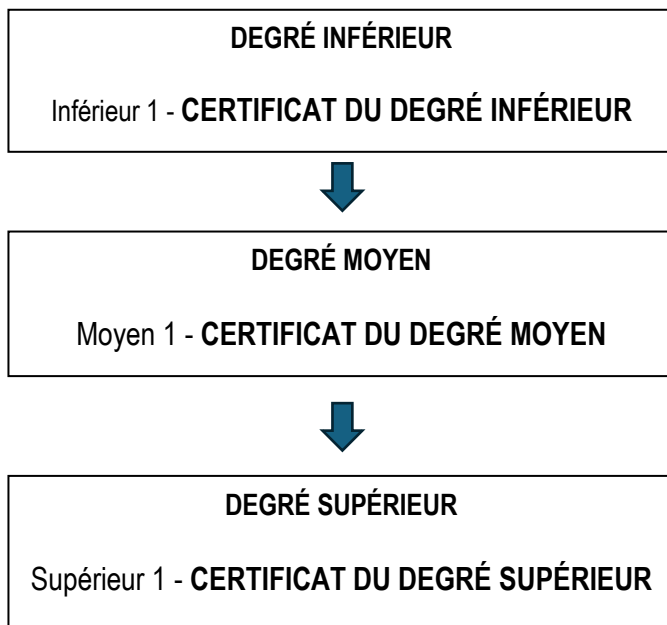 DEGRÉ INFÉRIEUR
Inférieur 1 - CERTIFICAT DU DEGRÉ INFÉRIEUR
DEGRÉ MOYEN
Moyen 1 - CERTIFICAT DU DEGRÉ MOYEN
DEGRÉ SUPÉRIEUR
Supérieur 1 - CERTIFICAT DU DEGRÉ SUPÉRIEUR